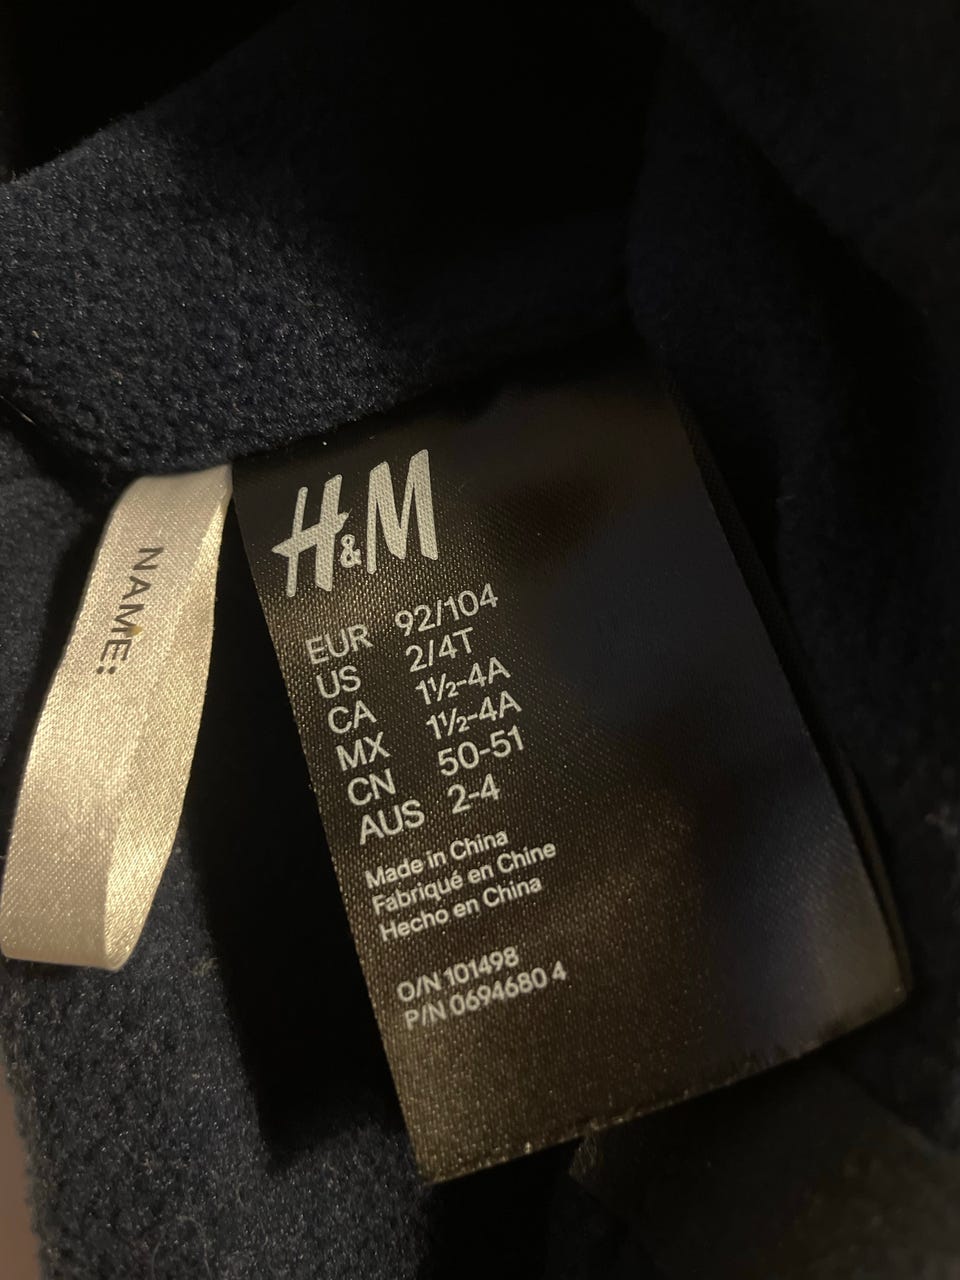 NAME:
H&M
EUR 92/104
US 2/4T
CA 1½-4A
MX 1½-4A
CN 50-51
AUS 2-4
Made in China
Fabriqué en Chine
Hecho en China
O/N 101498
P/N 0694680 4